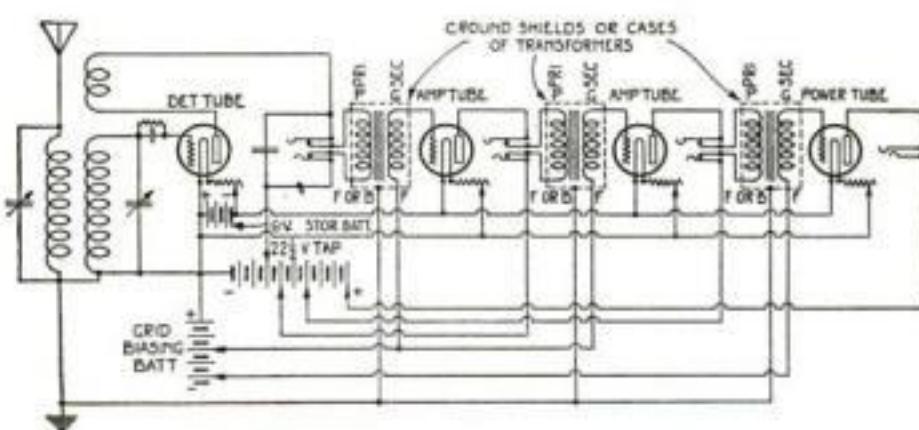 GROUND SHIELDS OR CASES
OF TRANSFORMERS
DET TUBE
PRI
SEC
AMP TUBE
PRI
SEC
AMP TUBE
PRI
SEC
POWER TUBE
F OR B F
F OR B F
F OR B F
6V. STOR BATT.
22½ V TAP
- +
+
GRID
BIASING
BATT
-